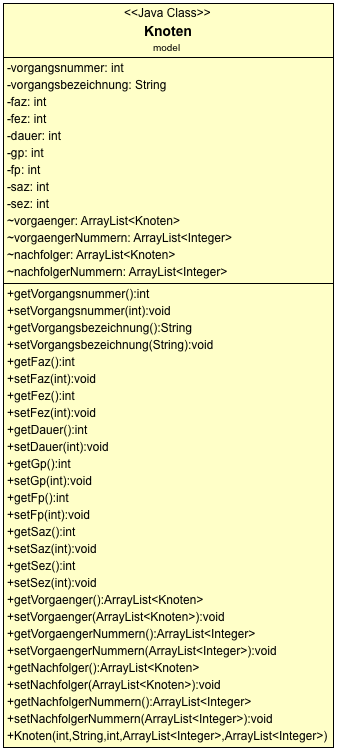 <<Java Class>>
Knoten
model
-vorgangsnummer: int
-vorgangsbezeichnung: String
-faz: int
-fez: int
-dauer: int
-gp: int
-fp: int
-saz: int
-sez: int
~vorgaenger: ArrayList<Knoten>
~vorgaengerNummern: ArrayList<Integer>
~nachfolger: ArrayList<Knoten>
~nachfolgerNummern: ArrayList<Integer>
+getVorgangsnummer():int
+setVorgangsnummer(int):void
+getVorgangsbezeichnung():String
+setVorgangsbezeichnung(String):void
+getFaz():int
+setFaz(int):void
+getFez():int
+setFez(int):void
+getDauer():int
+setDauer(int):void
+getGp():int
+setGp(int):void
+getFp():int
+setFp(int):void
+getSaz():int
+setSaz(int):void
+getSez():int
+setSez(int):void
+getVorgaenger():ArrayList<Knoten>
+setVorgaenger(ArrayList<Knoten>):void
+getVorgaengerNummern():ArrayList<Integer>
+setVorgaengerNummern(ArrayList<Integer>):void
+getNachfolger():ArrayList<Knoten>
+setNachfolger(ArrayList<Knoten>):void
+getNachfolgerNummern():ArrayList<Integer>
+setNachfolgerNummern(ArrayList<Integer>):void
+Knoten(int,String,int,ArrayList<Integer>,ArrayList<Integer>)